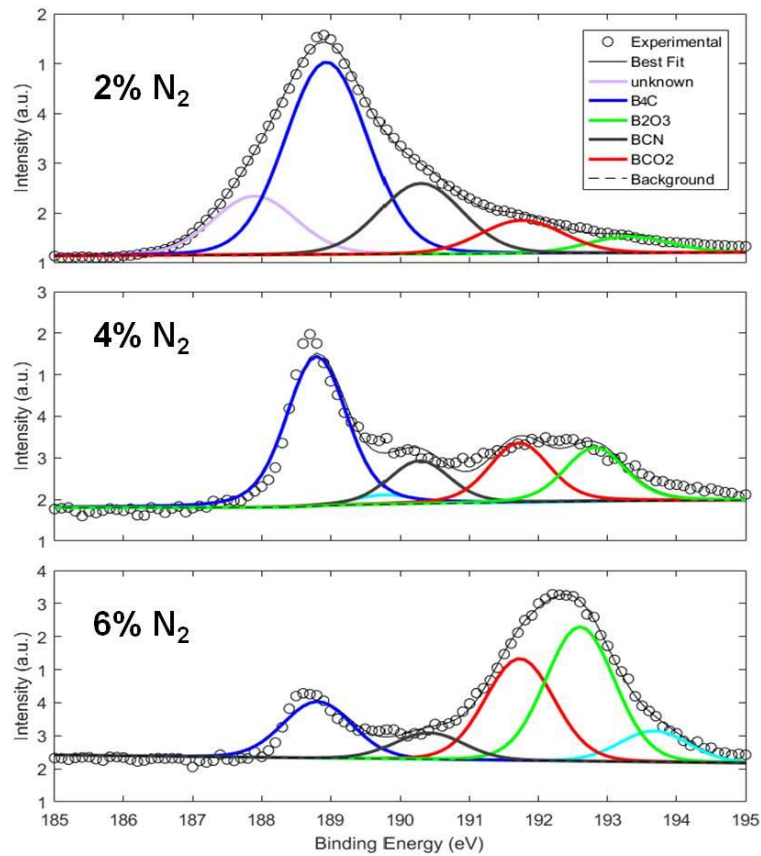 2
1
4
3
2
1
Intensity (a.u.)
2% N₂
Experimental
Best Fit
unknown
B4C
B2O3
BCN
BCO2
Background
3
2
1
4
3
2
1
Intensity (a.u.)
4% N₂
4
3
2
1
4
3
2
1
Intensity (a.u.)
6% N₂
185 186 187 188 189 190 191 192 193 194 195
Binding Energy (eV)